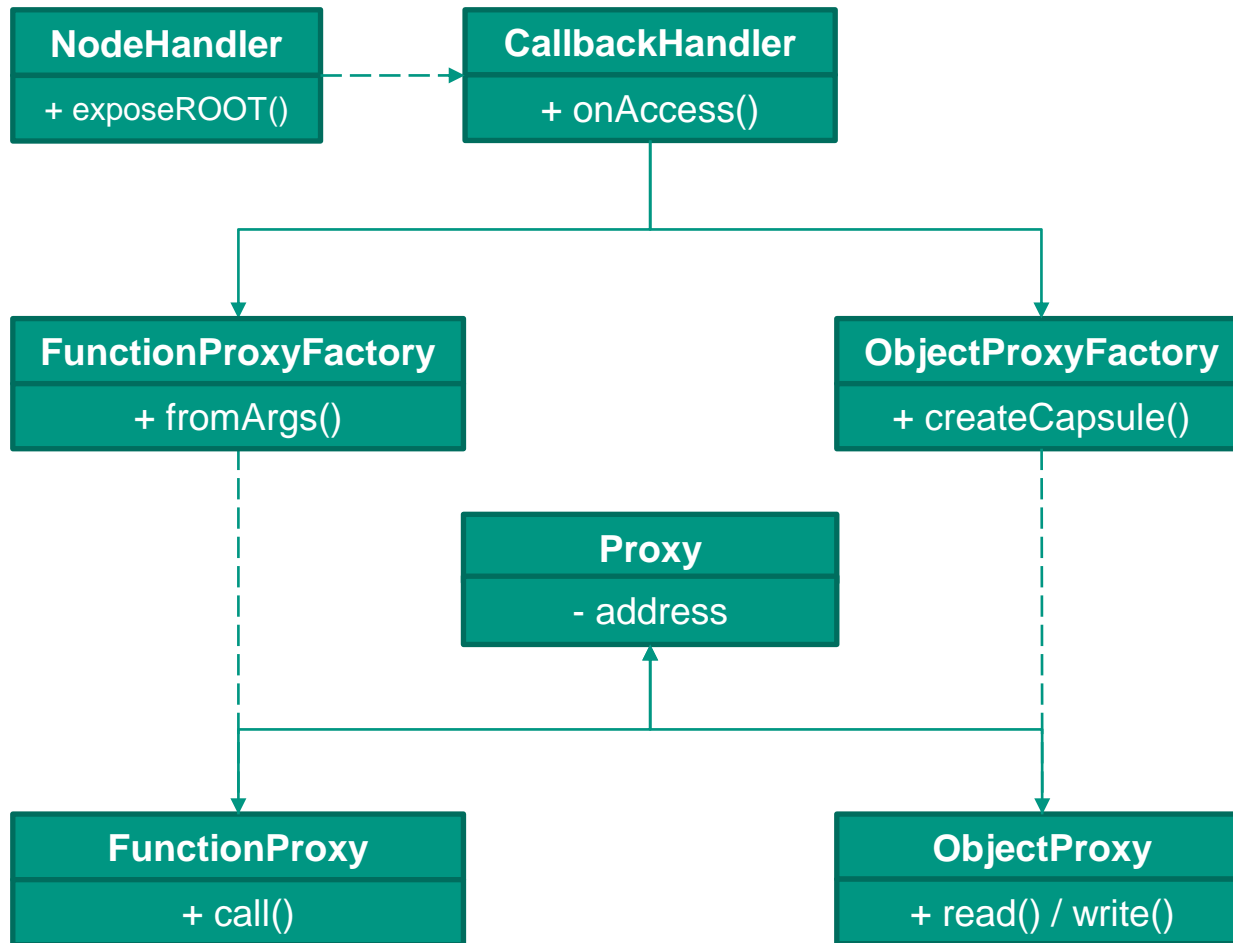 NodeHandler
+ exposeROOT()
CallbackHandler
+ onAccess()
FunctionProxyFactory
+ fromArgs()
ObjectProxyFactory
+ createCapsule()
Proxy
- address
FunctionProxy
+ call()
ObjectProxy
+ read() / write()